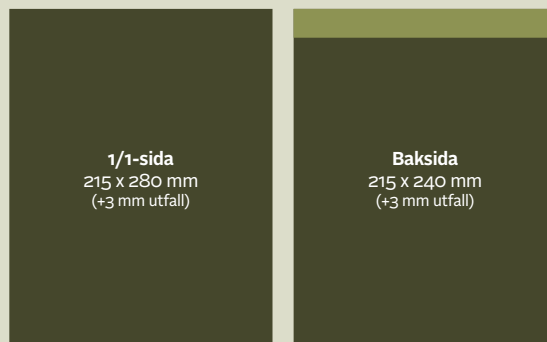 1/1-sida
215 x 280 mm
(+3 mm utfall)
Baksida
215 x 240 mm
(+3 mm utfall)